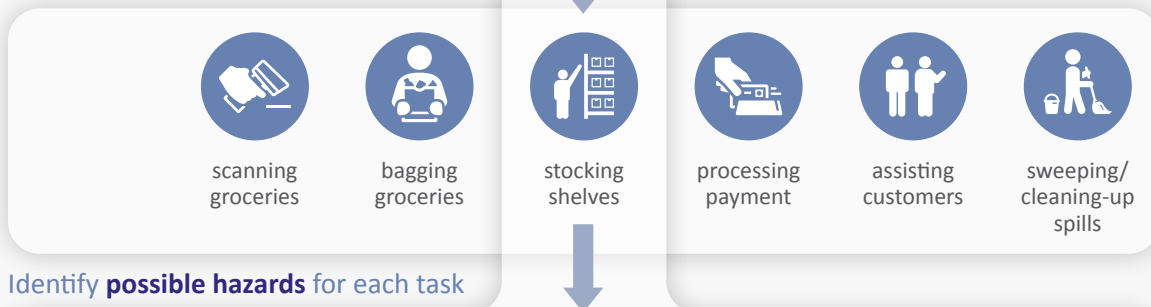 scanning
groceries
bagging
groceries
stocking
shelves
processing
payment
assisting
customers
sweeping/
cleaning-up
spills
Identify possible hazards for each task